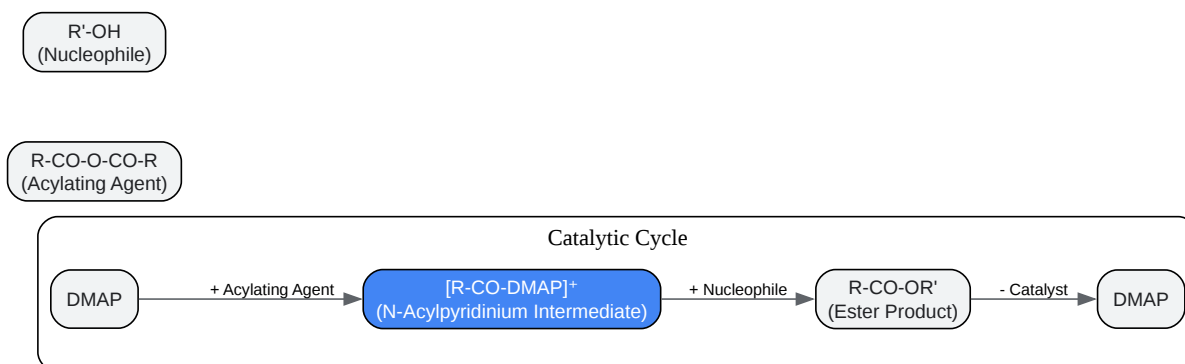 R'-OH
(Nucleophile)
R-CO-O-CO-R
(Acylating Agent)
Catalytic Cycle
DMAP
+ Acylating Agent
[R-CO-DMAP]⁺
(N-Acylpyridinium Intermediate)
+ Nucleophile
R-CO-OR'
(Ester Product)
- Catalyst
DMAP